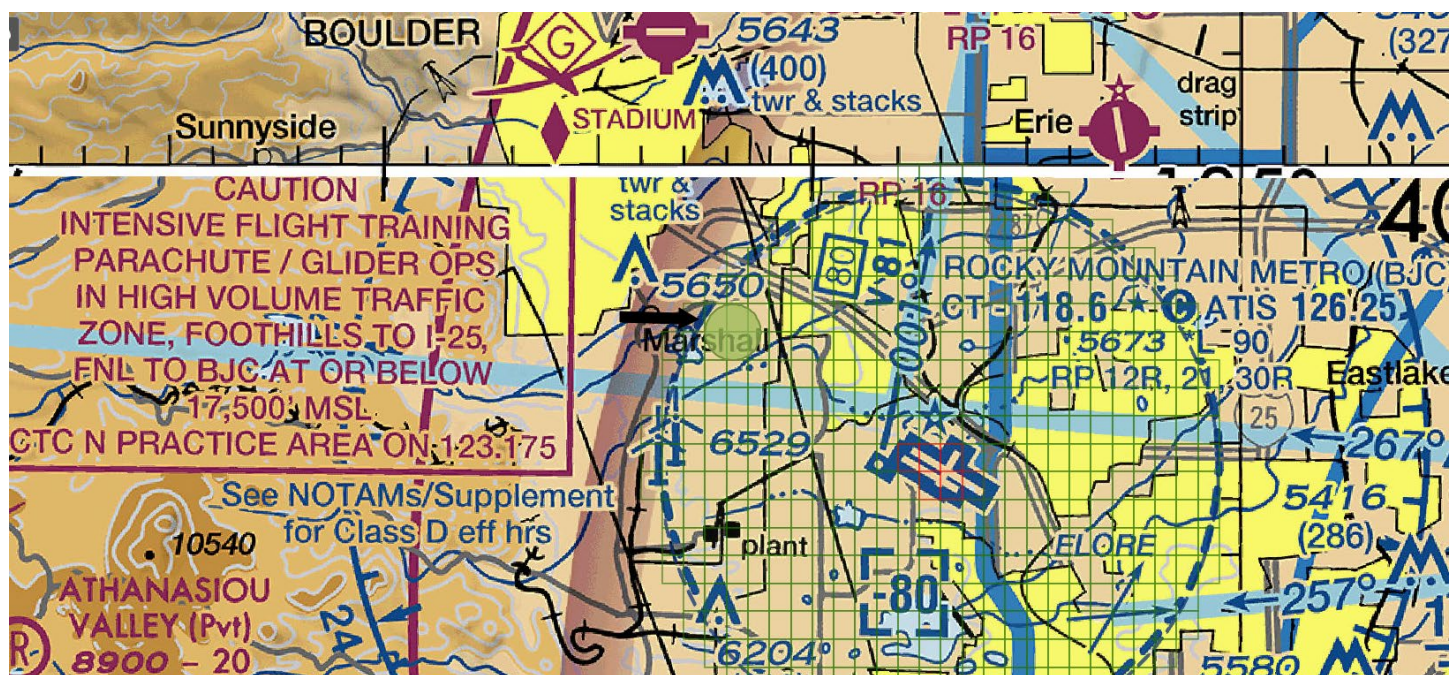 BOULDER
G
5643
(400)
twr & stacks
RP 16
(327
drag
strip
Erie
Sunnyside
STADIUM
CAUTION
INTENSIVE FLIGHT TRAINING
PARACHUTE / GLIDER OPS
IN HIGH VOLUME TRAFFIC
ZONE, FOOTHILLS TO I-25,
FNL TO BJC AT OR BELOW
17,500' MSL
CTC N PRACTICE AREA ON 123.175
twr &
stacks
5650
Marshall
RP 16
80
V-81
001°
ROCKY MOUNTAIN METRO (BJC)
CT - 118.6 ★ C ATIS 126.25
5673 L 90
~RP 12R, 21, 30R
Eastlake
25
267°
40
6529
See NOTAMs/Supplement
for Class D eff hrs
10540
plant
ELORE
5416
(286)
ATHANASIOU
VALLEY (Pvt)
8900 - 20
R
24
-80
257°
6204
5580